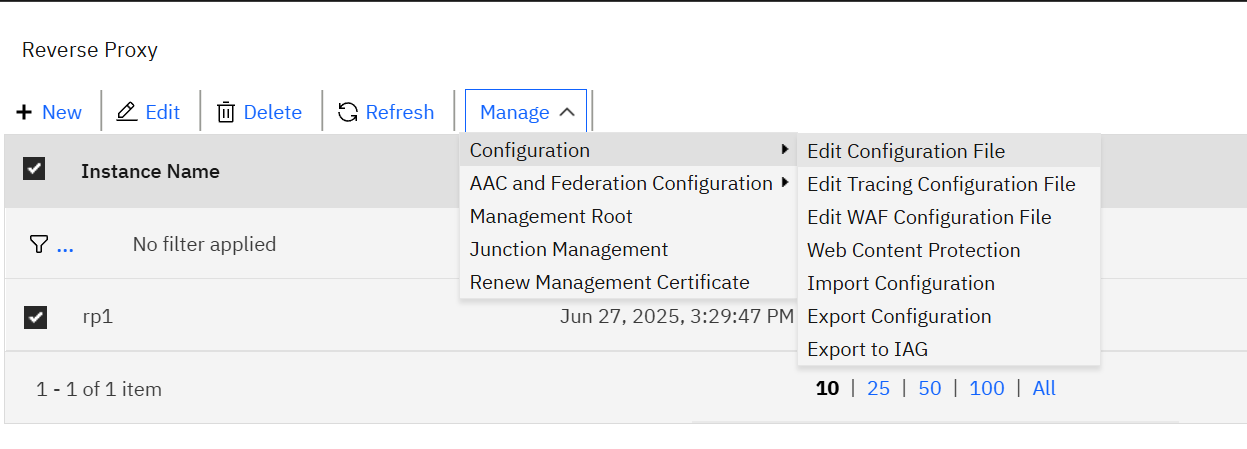 Reverse Proxy
New Edit Delete Refresh Manage
Configuration Edit Configuration File
Instance Name
AAC and Federation Configuration Edit Tracing Configuration File
Management Root Edit WAF Configuration File
... No filter applied
Junction Management Web Content Protection
Renew Management Certificate Import Configuration
rp1 Jun 27, 2025, 3:29:47 PM Export Configuration
Export to IAG
1 - 1 of 1 item 10 | 25 | 50 | 100 | All